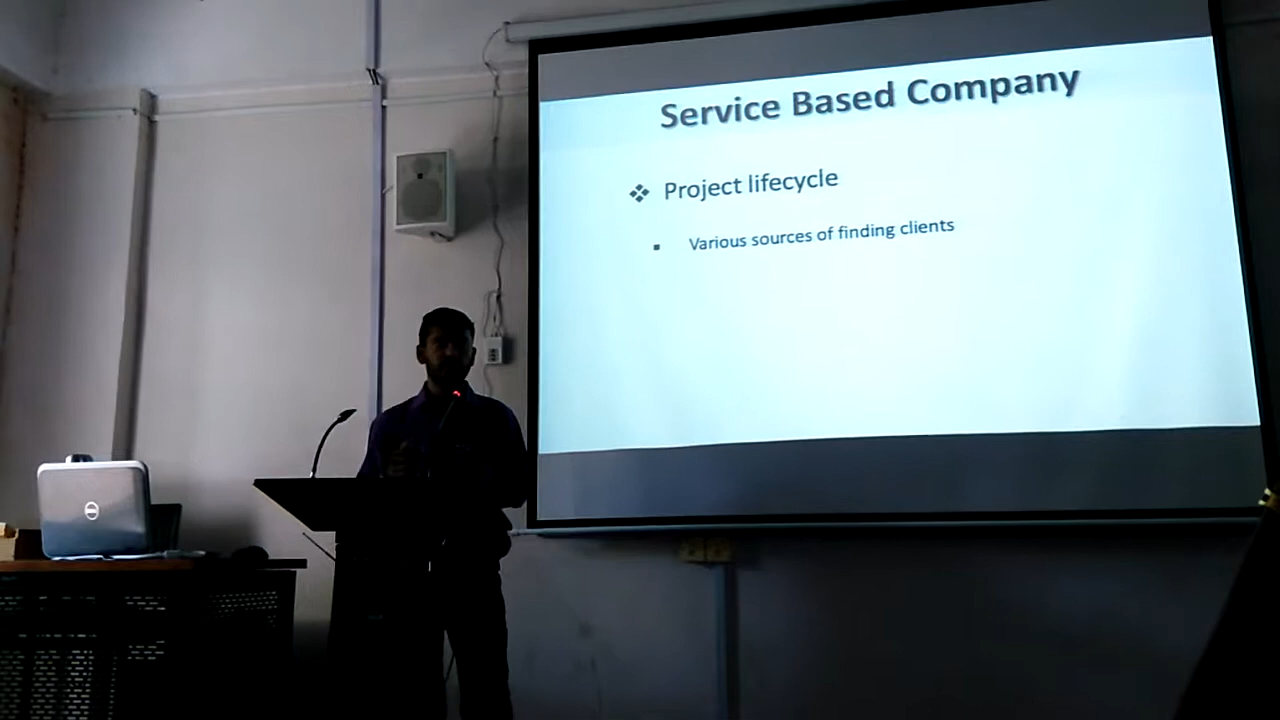 Service Based Company
Project lifecycle
Various sources of finding clients